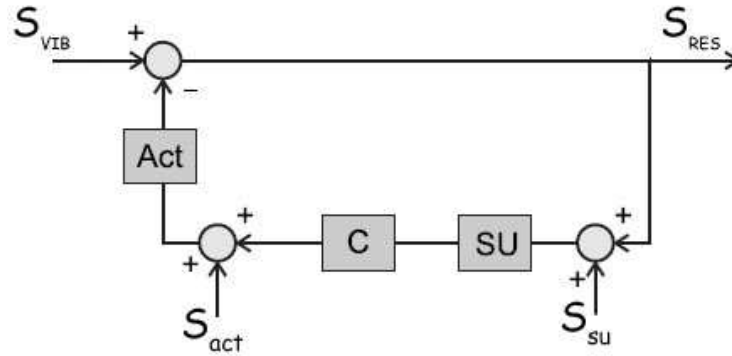 S_VIB + S_RES
−
Act
+ C SU +
+ +
S_act S_su